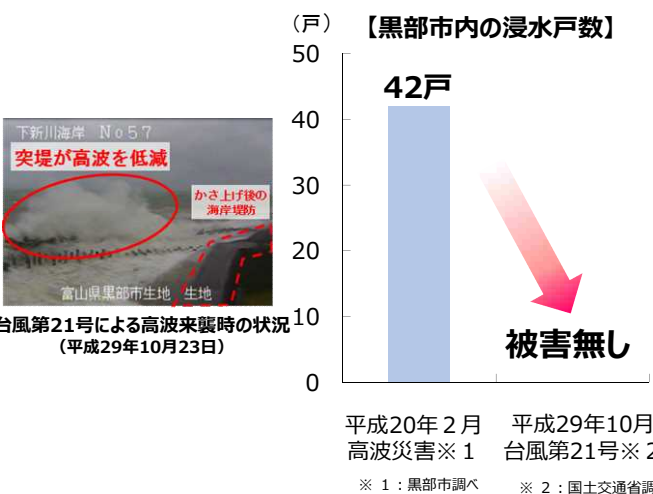 下新川海岸 No57
突堤が高波を低減
かさ上げ後の
海岸堤防
富山県黒部市生地 生地
台風第21号による高波来襲時の状況
(平成29年10月23日)
(戸)
【黒部市内の浸水戸数】
50
40
30
20
10
0
42戸
被害無し
平成20年2月
高波災害※1
平成29年10月
台風第21号※2
※ 1:黒部市調べ
※ 2:国土交通省調